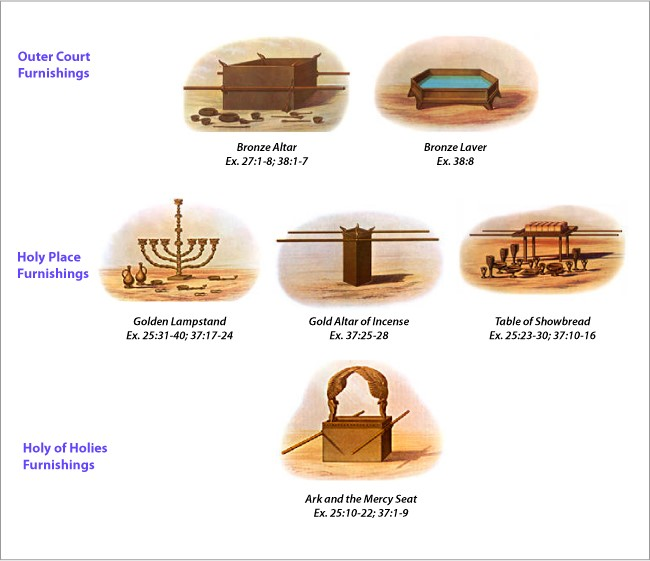 Outer Court
Furnishings
Bronze Altar
Ex. 27:1-8; 38:1-7
Bronze Laver
Ex. 38:8
Holy Place
Furnishings
Golden Lampstand
Ex. 25:31-40; 37:17-24
Gold Altar of Incense
Ex. 37:25-28
Table of Showbread
Ex. 25:23-30; 37:10-16
Holy of Holies
Furnishings
Ark and the Mercy Seat
Ex. 25:10-22; 37:1-9